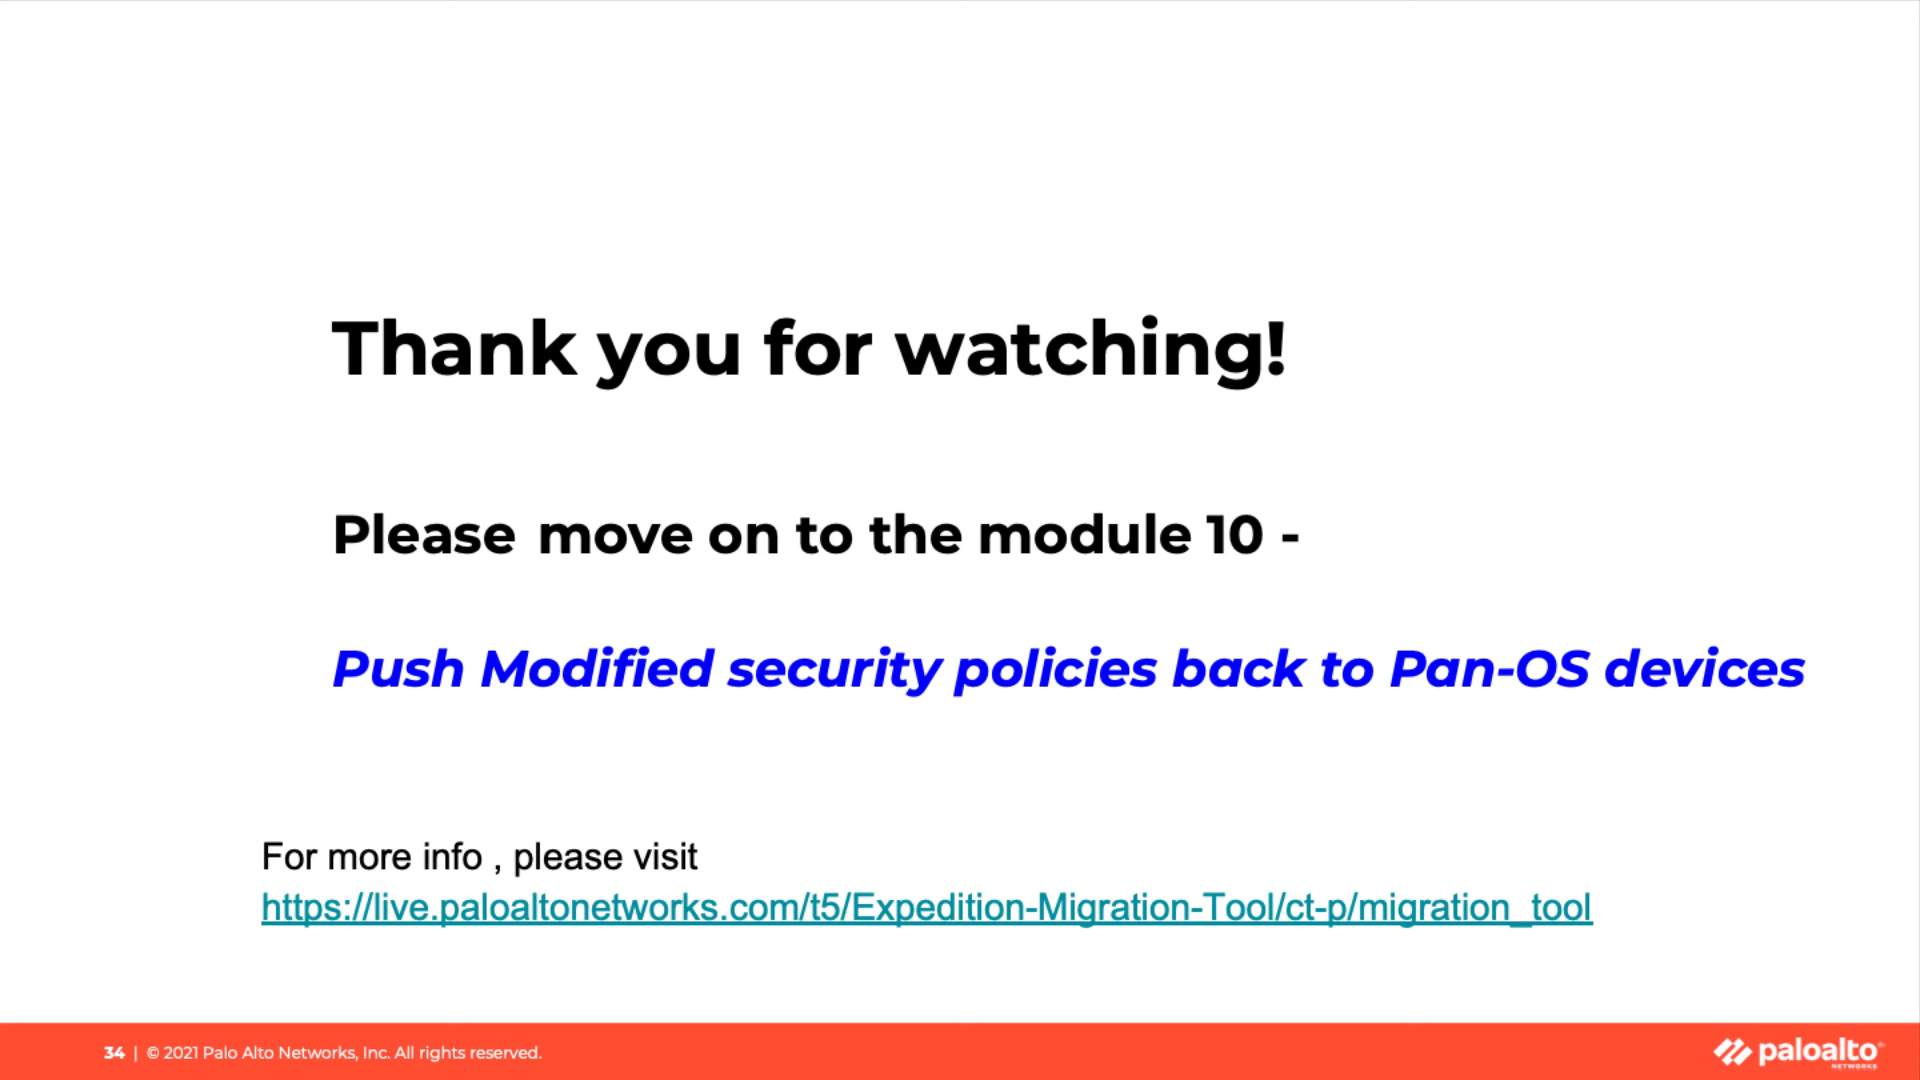 Thank you for watching!
Please move on to the module 10 -
Push Modified security policies back to Pan-OS devices
For more info , please visit
https://live.paloaltonetworks.com/t5/Expedition-Migration-Tool/ct-p/migration_tool
34 | © 2021 Palo Alto Networks, Inc. All rights reserved.
paloalto
NETWORKS